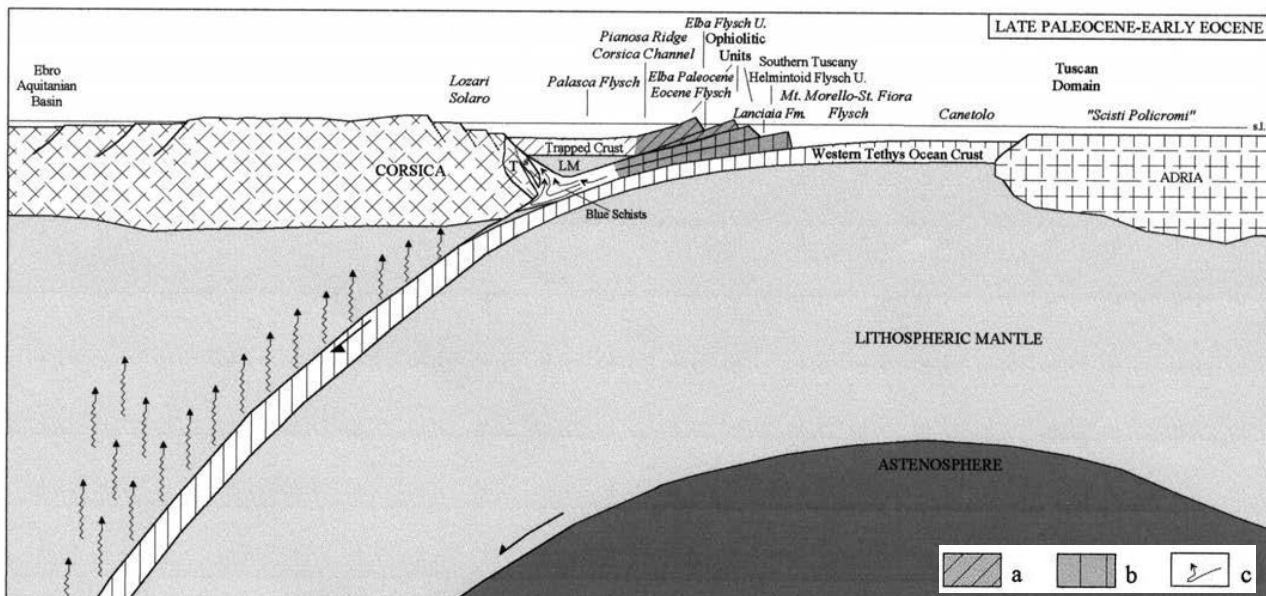 LATE PALEOCENE-EARLY EOCENE
Elba Flysch U.
Pianosa Ridge
Corsica Channel
Ophiolitic
Units
Ebro
Aquitanian
Basin
Lozari
Solaro
Palasca Flysch
Elba Paleocene
Eocene Flysch
Southern Tuscany
Helmintoid Flysch U.
Mt. Morello-St. Fiora
Flysch
Lanciaia Fm.
Canetolo
Tuscan
Domain
"Scisti Policromi"
s.l.
CORSICA
T
Trapped Crust
LM
Blue Schists
Western Tethys Ocean Crust
ADRIA
LITHOSPHERIC MANTLE
ASTENOSPHERE
a
b
c